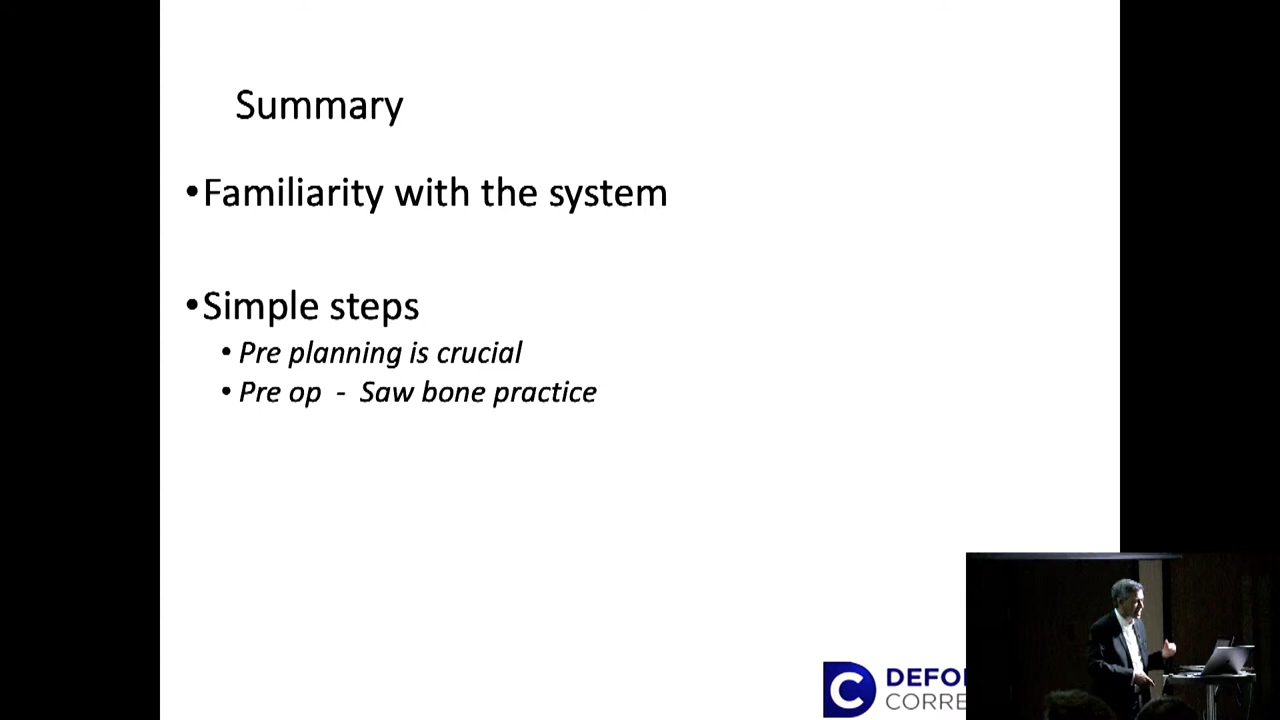 Summary
•Familiarity with the system
•Simple steps
• Pre planning is crucial
• Pre op - Saw bone practice
C
DEFO
CORRE